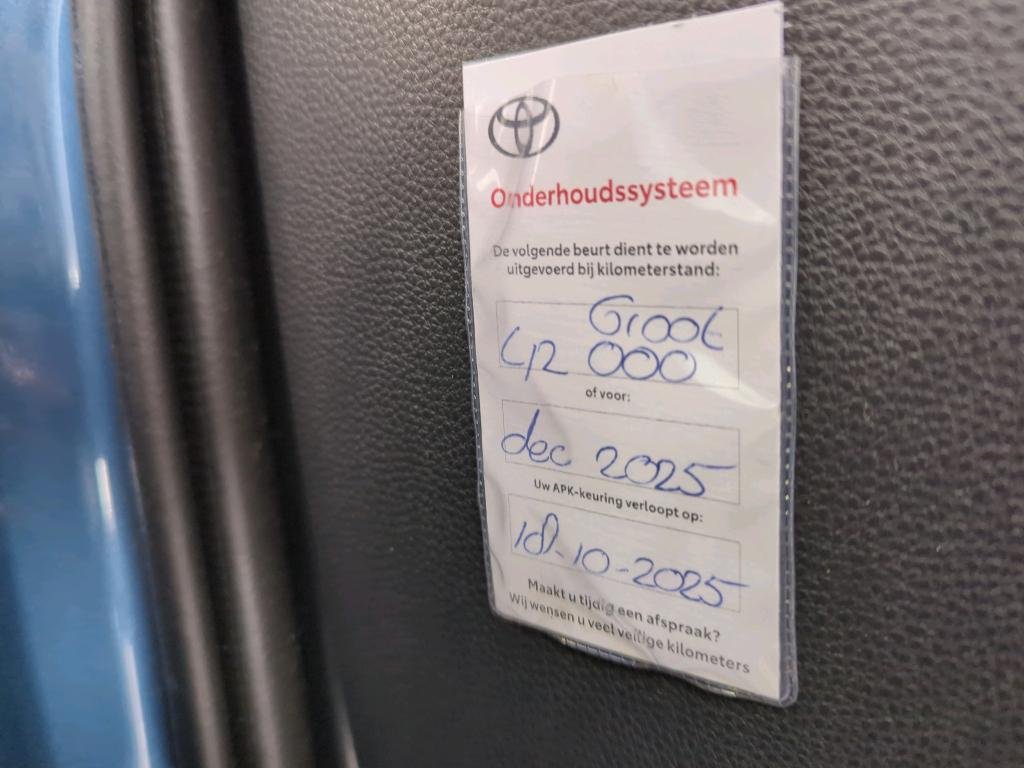 Onderhoudssysteem
De volgende beurt dient te worden
uitgevoerd bij kilometerstand:
Groot
42 000
of voor:
dec 2025
Uw APK-keuring verloopt op:
18-10-2025
Maakt u tijdig een afspraak?
Wij wensen u veel veilige kilometers